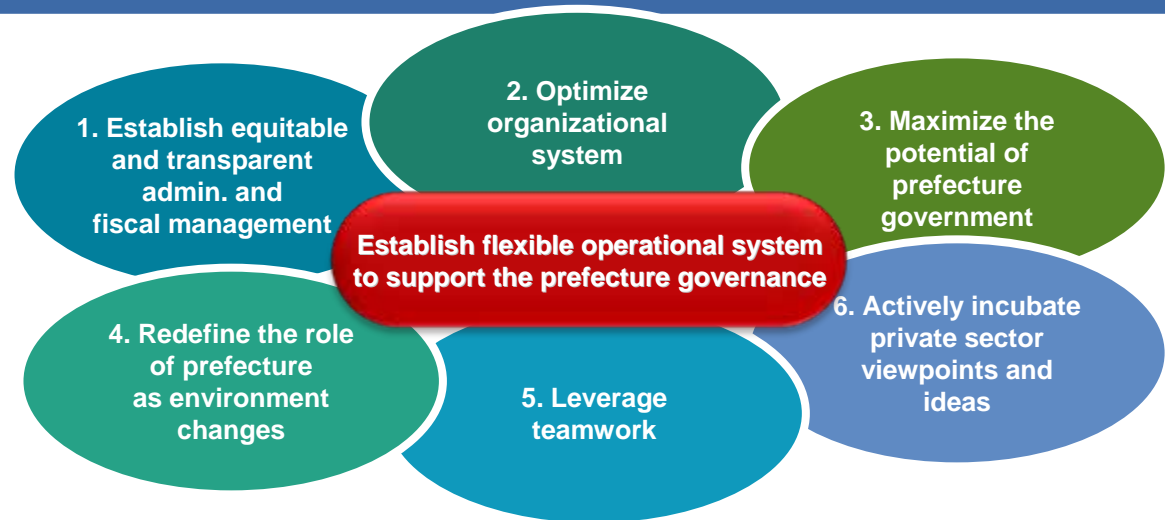 1. Establish equitable
and transparent
admin. and
fiscal management
2. Optimize
organizational
system
3. Maximize the
potential of
prefecture
government
Establish flexible operational system
to support the prefecture governance
4. Redefine the role
of prefecture
as environment
changes
5. Leverage
teamwork
6. Actively incubate
private sector
viewpoints and
ideas